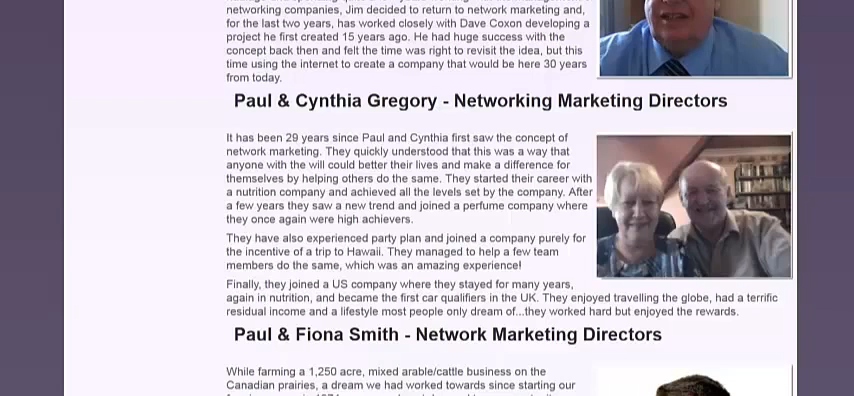 networking companies, Jim decided to return to network marketing and,
for the last two years, has worked closely with Dave Coxon developing a
project he first created 15 years ago. He had huge success with the
concept back then and felt the time was right to revisit the idea, but this
time using the internet to create a company that would be here 30 years
from today.
Paul & Cynthia Gregory - Networking Marketing Directors
It has been 29 years since Paul and Cynthia first saw the concept of
network marketing. They quickly understood that this was a way that
anyone with the will could better their lives and make a difference for
themselves by helping others do the same. They started their career with
a nutrition company and achieved all the levels set by the company. After
a few years they saw a new trend and joined a perfume company where
they once again were high achievers.
They have also experienced party plan and joined a company purely for
the incentive of a trip to Hawaii. They managed to help a few team
members do the same, which was an amazing experience!
Finally, they joined a US company where they stayed for many years,
again in nutrition, and became the first car qualifiers in the UK. They enjoyed travelling the globe, had a terrific
residual income and a lifestyle most people only dream of...they worked hard but enjoyed the rewards.
Paul & Fiona Smith - Network Marketing Directors
While farming a 1,250 acre, mixed arable/cattle business on the
Canadian prairies, a dream we had worked towards since starting our